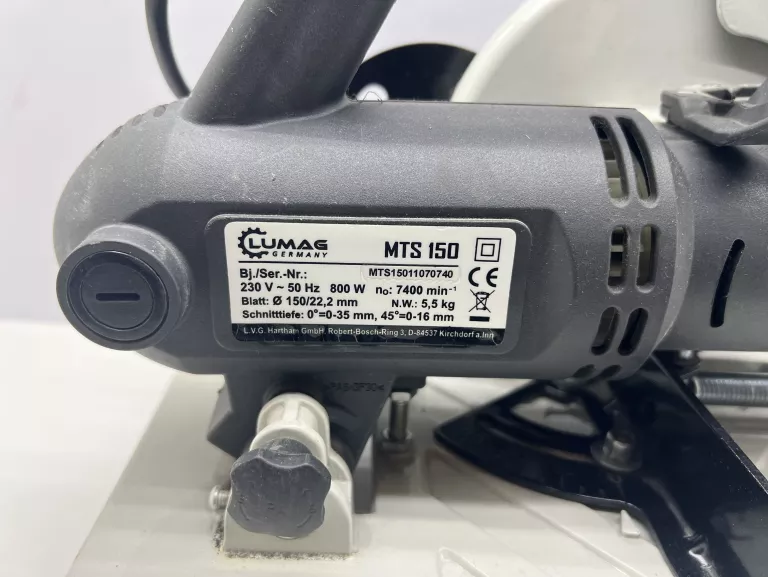 LUMAG
GERMANY
MTS 150
Bj./Ser.-Nr.: MTS15011070740
230 V ~ 50 Hz 800 W n₀: 7400 min⁻¹
Blatt: Ø 150/22,2 mm N.W.: 5,5 kg
Schnitttiefe: 0°=0-35 mm, 45°=0-16 mm
CE
L.V.G. Hartham GmbH, Robert-Bosch-Ring 3, D-84537 Kirchdorf a.Inn